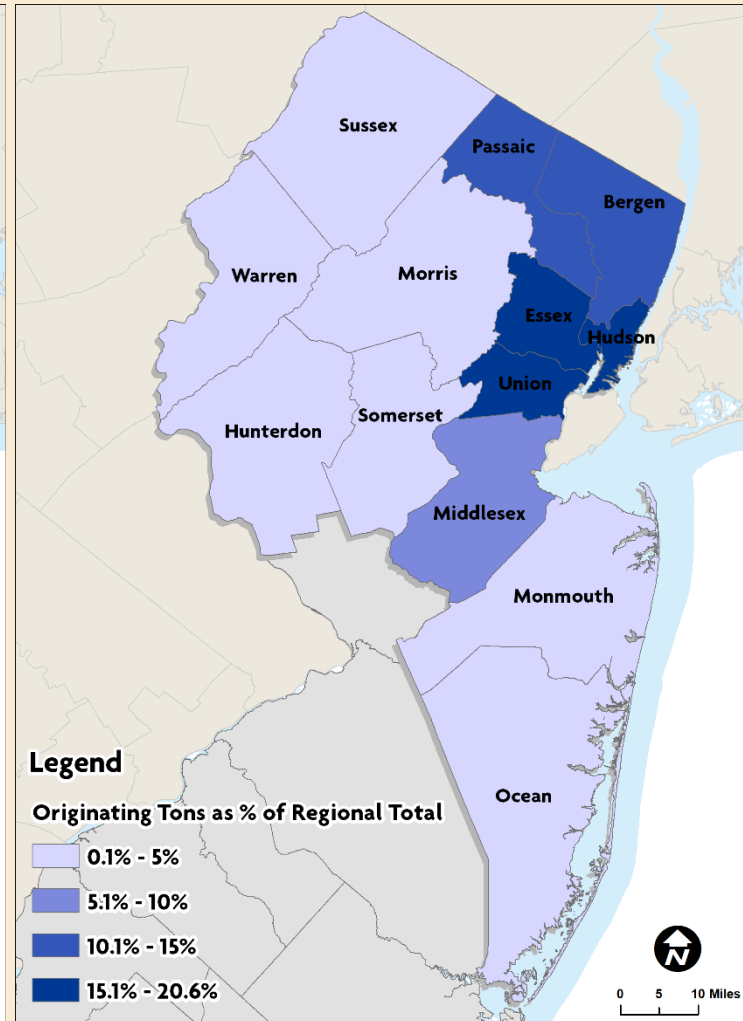 Sussex
Passaic
Bergen
Warren
Morris
Essex
Hudson
Union
Somerset
Hunterdon
Middlesex
Monmouth
Ocean
Legend
Originating Tons as % of Regional Total
0.1% - 5%
5.1% - 10%
10.1% - 15%
15.1% - 20.6%
N
0 5 10 Miles